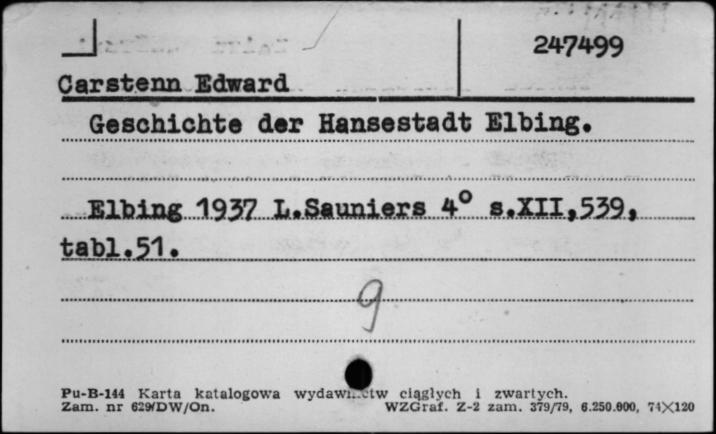 247499
Carstenn Edward
Geschichte der Hansestadt Elbing.
Elbing 1937 L.Sauniers 4° s.XII,539,
tabl.51.
9
Pu-B-144 Karta katalogowa wydawnictw ciągłych i zwartych.
Zam. nr 629/DW/On. WZGraf. Z-2 zam. 379/79, 6.250.000, 74×120